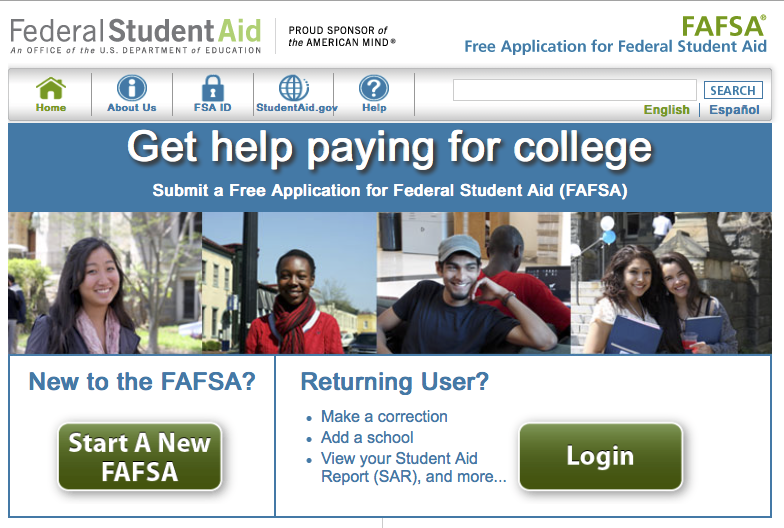 Federal Student Aid
An OFFICE of the U.S. DEPARTMENT of EDUCATION
PROUD SPONSOR of
the AMERICAN MIND®
FAFSA®
Free Application for Federal Student Aid
Home
About Us
FSA ID
StudentAid.gov
Help
SEARCH
English | Español
Get help paying for college
Submit a Free Application for Federal Student Aid (FAFSA)
New to the FAFSA?
Start A New
FAFSA
Returning User?
• Make a correction
• Add a school
• View your Student Aid
Report (SAR), and more...
Login